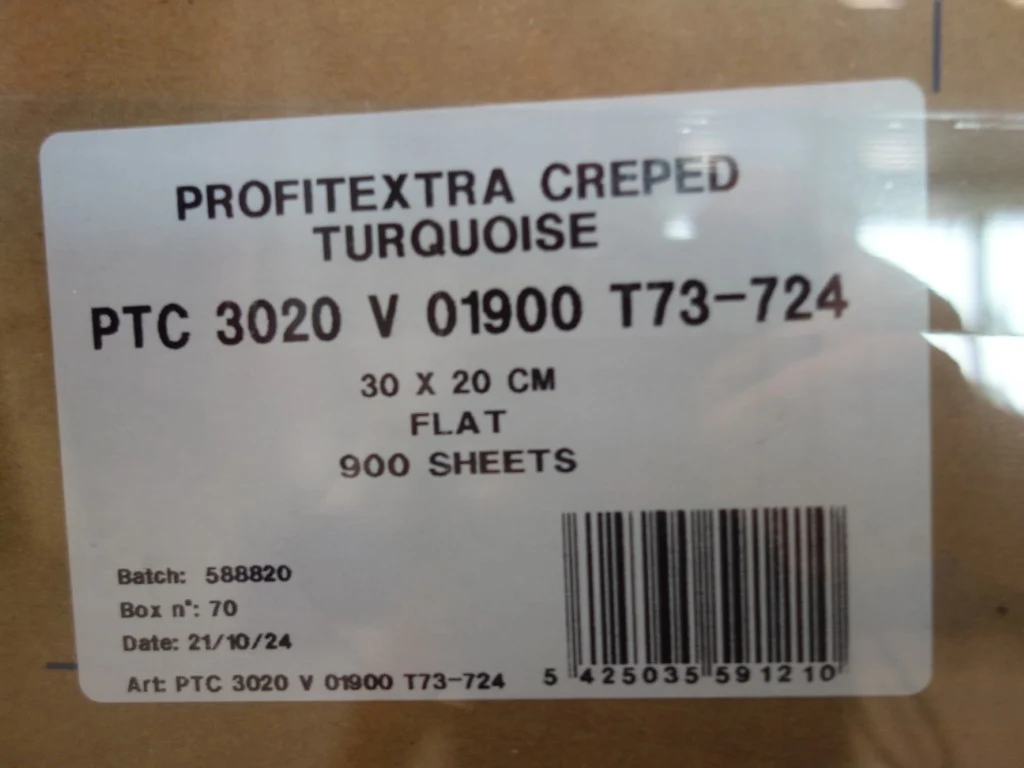 PROFITEXTRA CREPED
TURQUOISE
PTC 3020 V 01900 T73-724
30 X 20 CM
FLAT
900 SHEETS
Batch: 588820
Box n°: 70
Date: 21/10/24
Art: PTC 3020 V 01900 T73-724
5 425035 591210